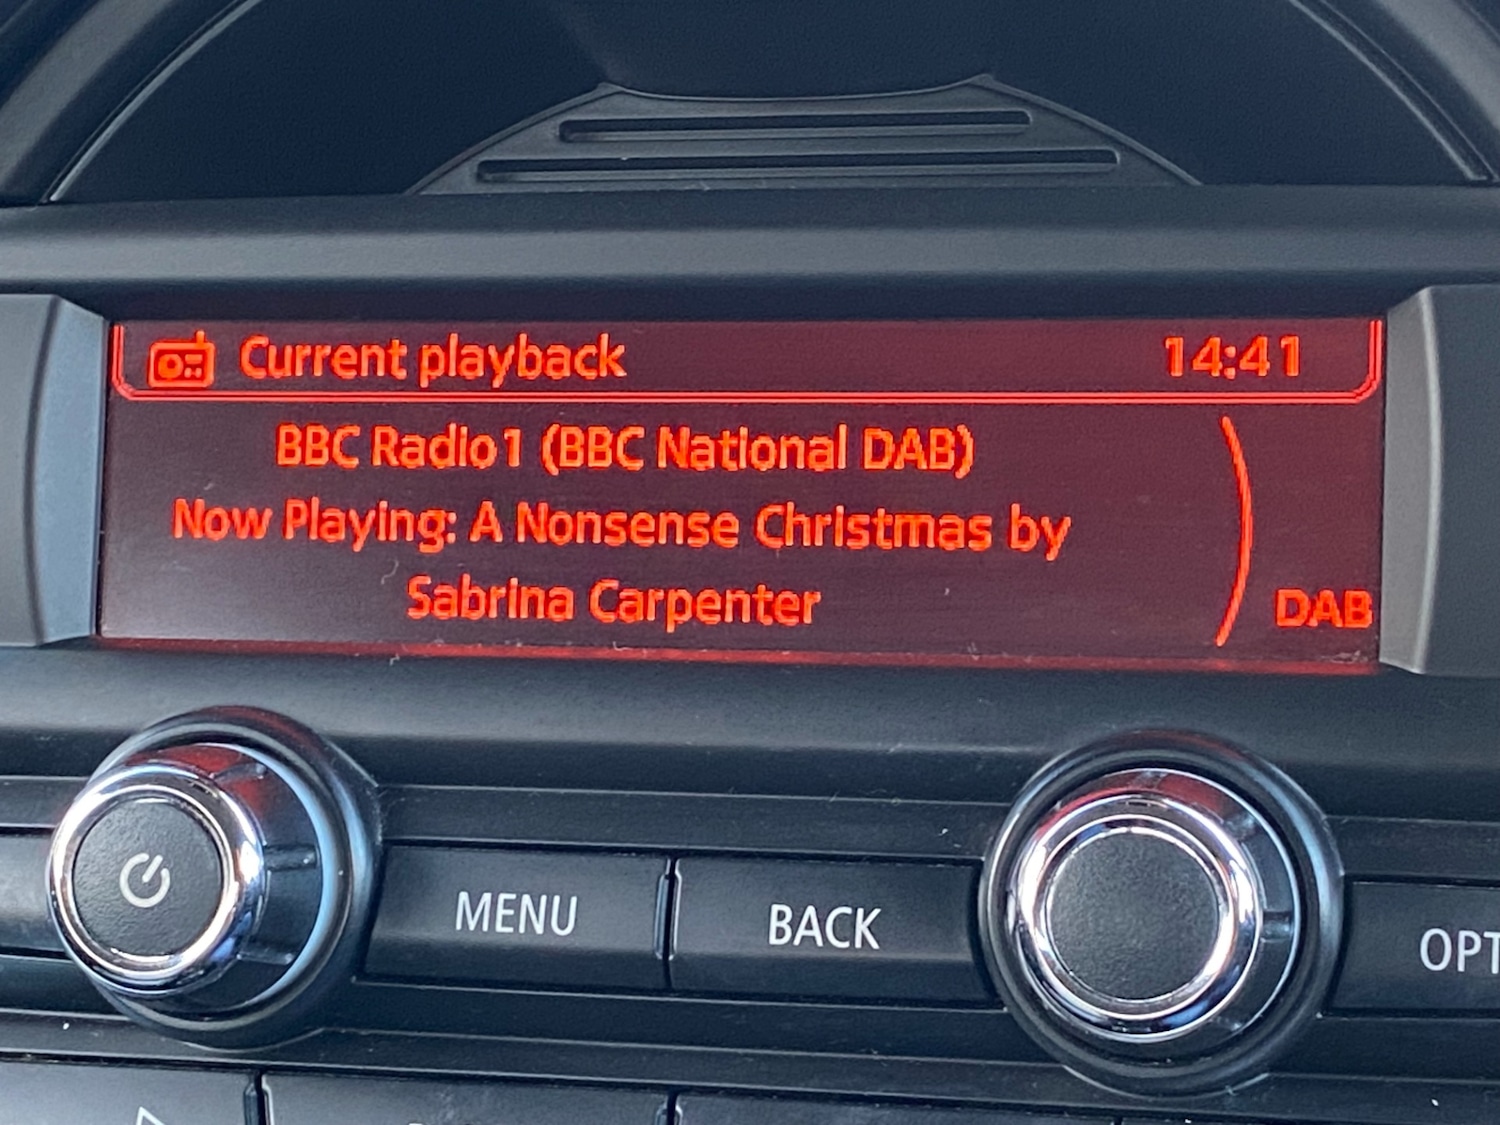 Current playback 14:41
BBC Radio1 (BBC National DAB)
Now Playing: A Nonsense Christmas by
Sabrina Carpenter
DAB
MENU BACK OPT